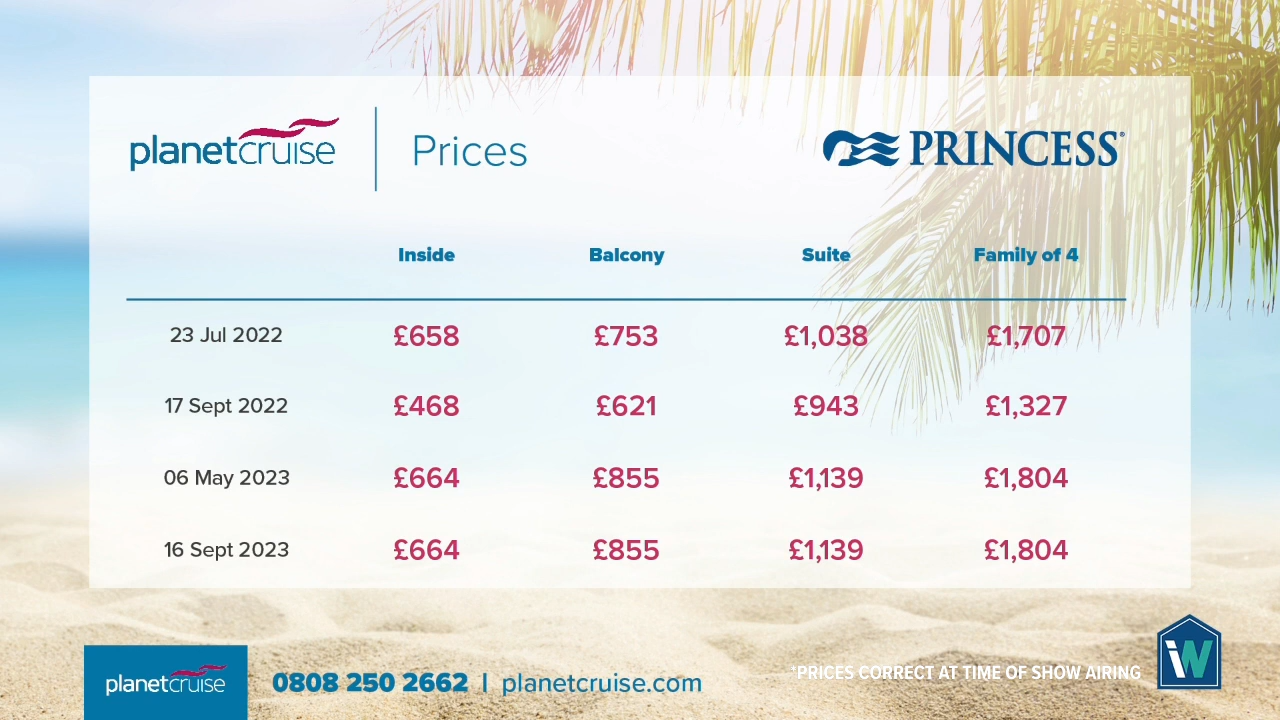 planetcruise
Prices
PRINCESS®
Inside Balcony Suite Family of 4
23 Jul 2022 £658 £753 £1,038 £1,707
17 Sept 2022 £468 £621 £943 £1,327
06 May 2023 £664 £855 £1,139 £1,804
16 Sept 2023 £664 £855 £1,139 £1,804
planetcruise
0808 250 2662 | planetcruise.com
*PRICES CORRECT AT TIME OF SHOW AIRING
iW